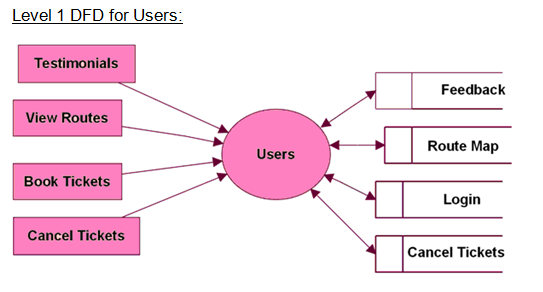 Level 1 DFD for Users:
Testimonials
View Routes
Book Tickets
Cancel Tickets
Users
Feedback
Route Map
Login
Cancel Tickets